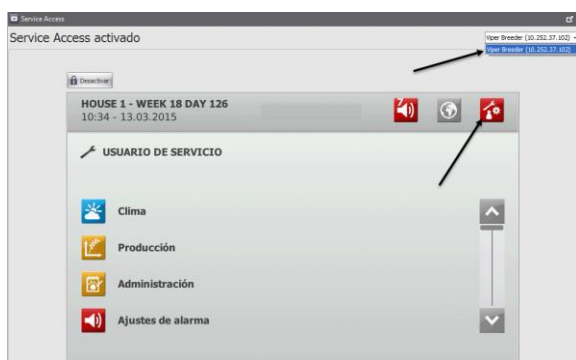 Service Access
Service Access activado
Viper Breeder (10.252.37.102)
Viper Breeder (10.252.37.102)
Desactivar
HOUSE 1 - WEEK 18 DAY 126
10:34 - 13.03.2015
USUARIO DE SERVICIO
Clima
Producción
Administración
Ajustes de alarma